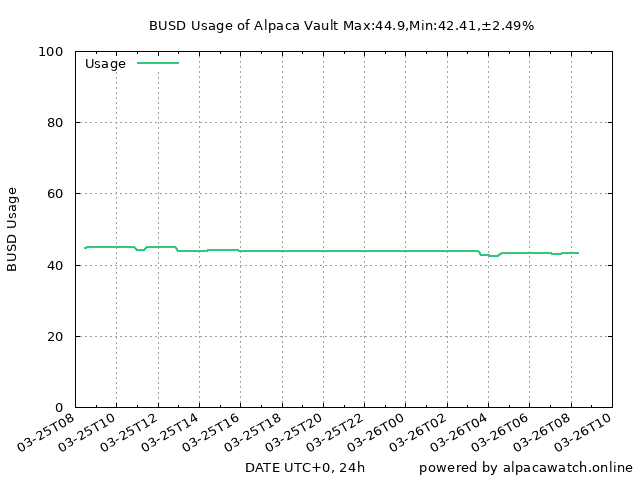 BUSD Usage of Alpaca Vault Max:44.9,Min:42.41,±2.49%
Usage
BUSD Usage
100
80
60
40
20
0
03-25T08
03-25T10
03-25T12
03-25T14
03-25T16
03-25T18
03-25T20
03-25T22
03-26T00
03-26T02
03-26T04
03-26T06
03-26T08
03-26T10
DATE UTC+0, 24h
powered by alpacawatch.online